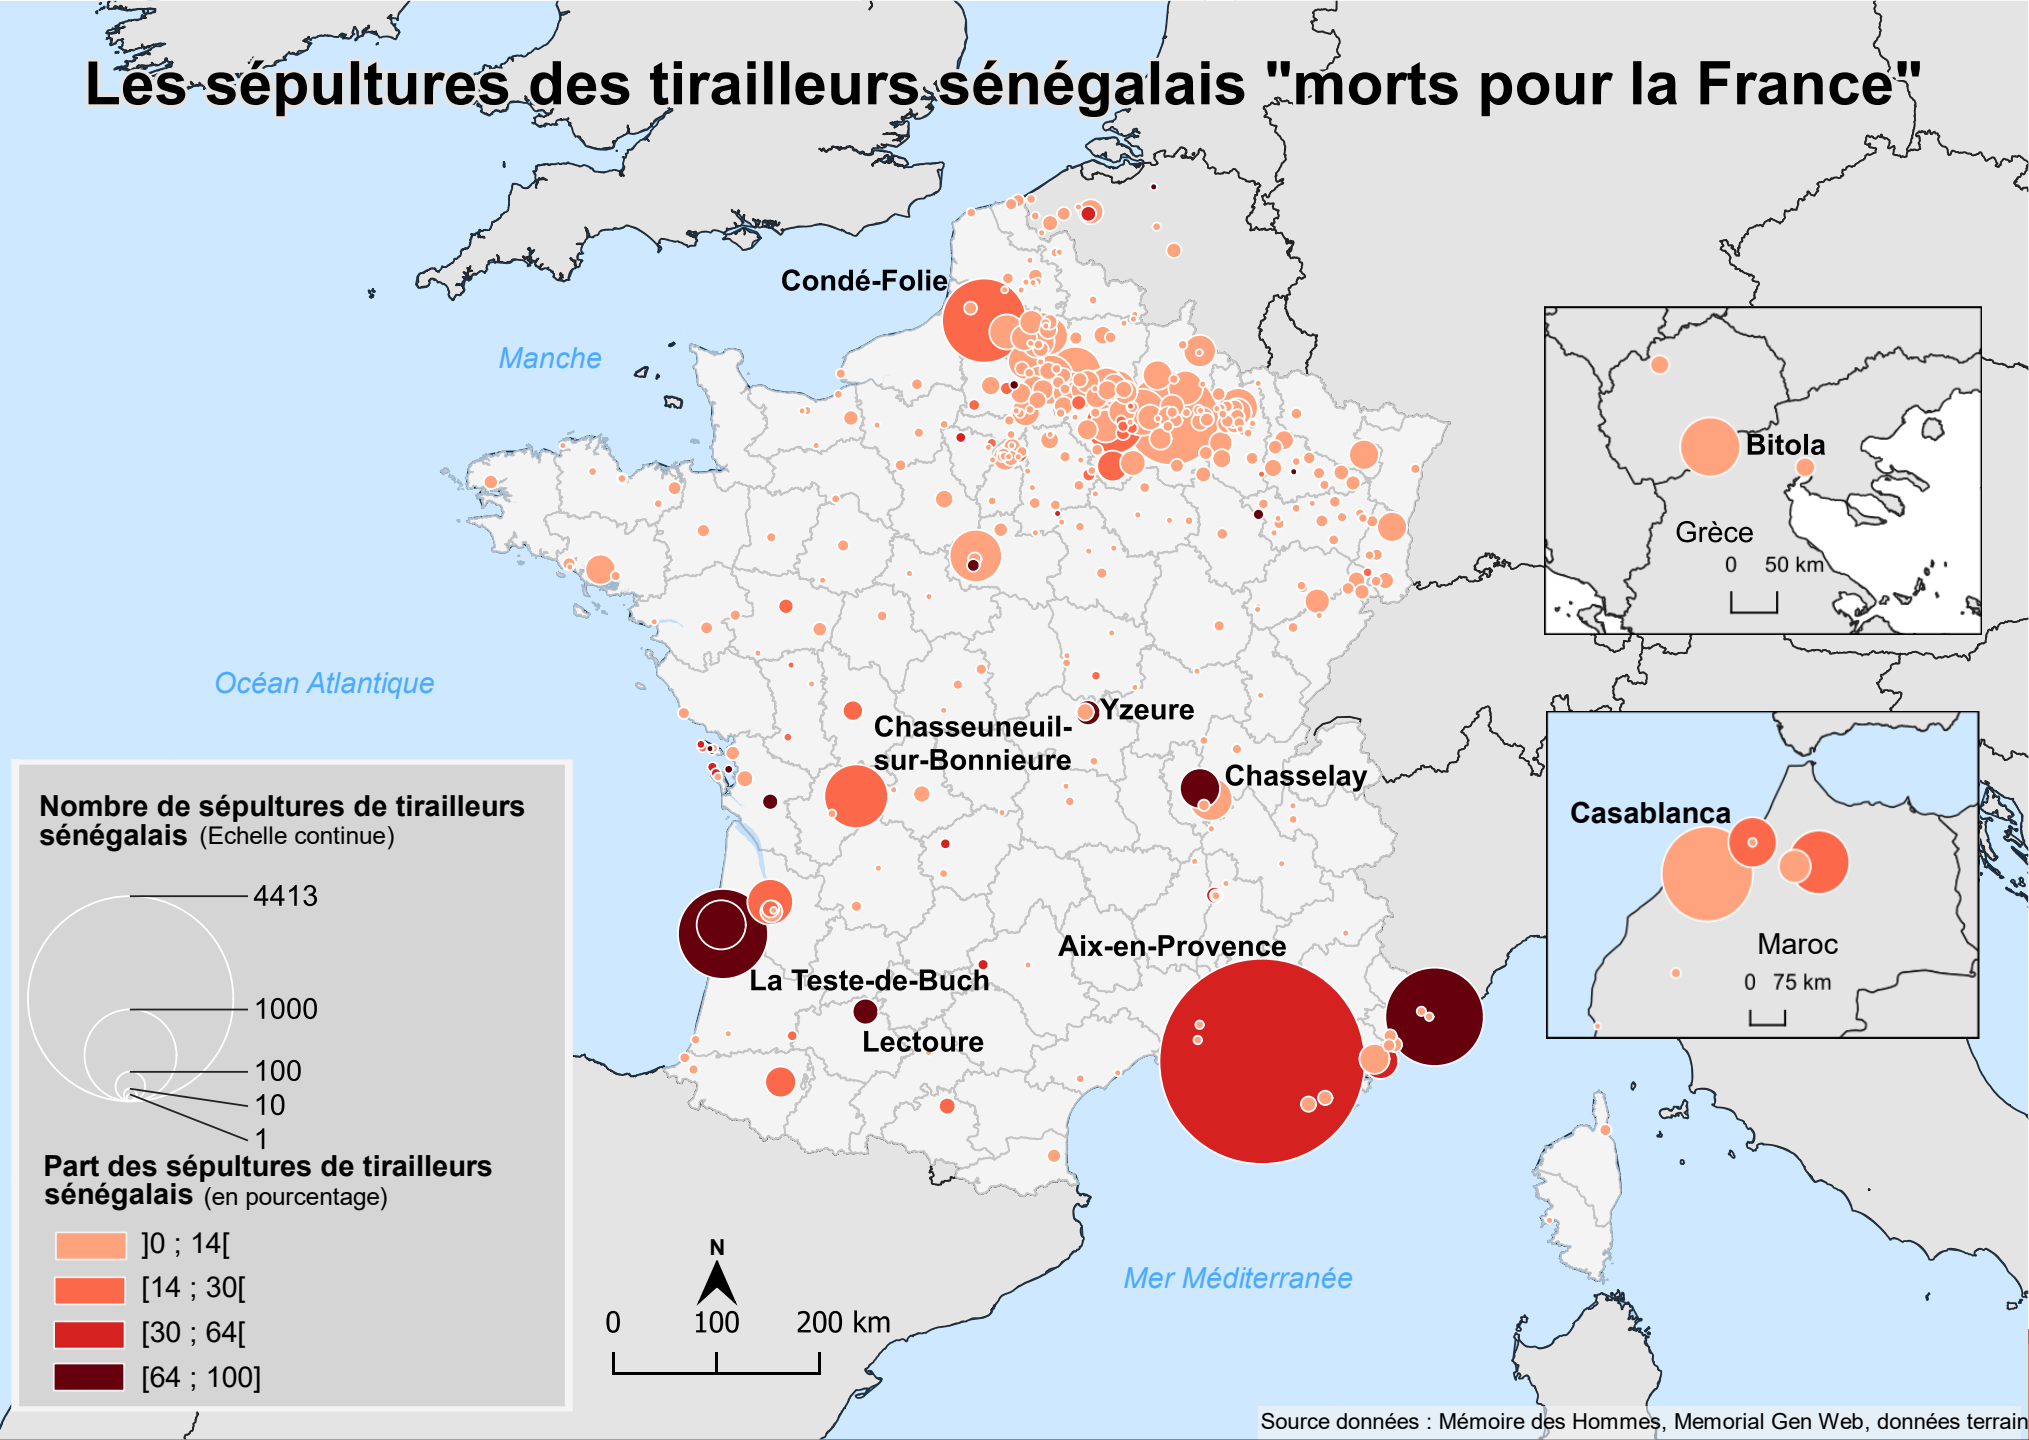 Les sépultures des tirailleurs sénégalais "morts pour la France"
Condé-Folie
Manche
Bitola
Grèce
0 50 km
Océan Atlantique
Yzeure
Chasseuneuil-
sur-Bonnieure
Chasselay
Casablanca
Maroc
0 75 km
Aix-en-Provence
La Teste-de-Buch
Lectoure
Nombre de sépultures de tirailleurs
sénégalais (Echelle continue)
4413
1000
100
10
1
Part des sépultures de tirailleurs
sénégalais (en pourcentage)
]0 ; 14[
[14 ; 30[
[30 ; 64[
[64 ; 100]
N
0 100 200 km
Mer Méditerranée
Source données : Mémoire des Hommes, Memorial Gen Web, données terrain